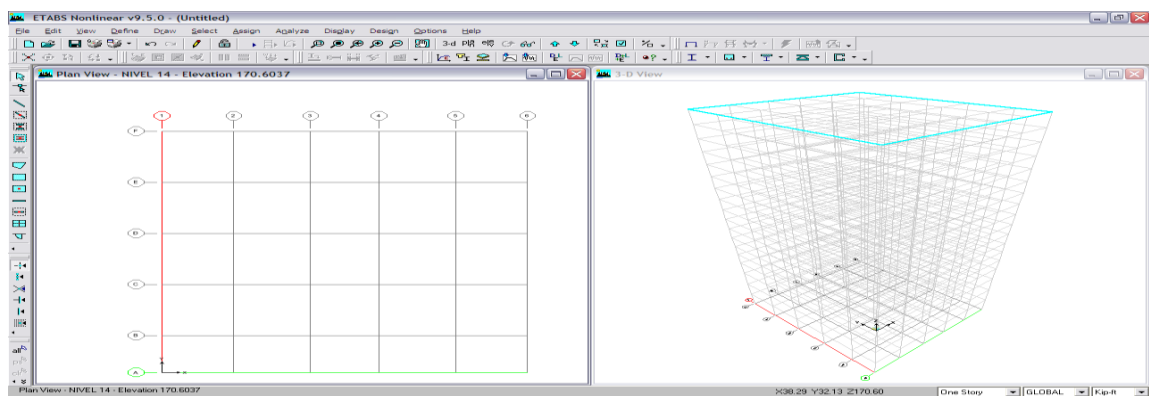 ETABS Nonlinear v9.5.0 - (Untitled)
File Edit View Define Draw Select Assign Analyze Display Design Options Help
3-d
Plan View - NIVEL 14 - Elevation 170.6037
3-D View
1 2 3 4 5 6
F
E
D
C
B
A
all
Plan View - NIVEL 14 - Elevation 170.6037 X38.29 Y32.13 Z170.60 One Story GLOBAL Kip-ft